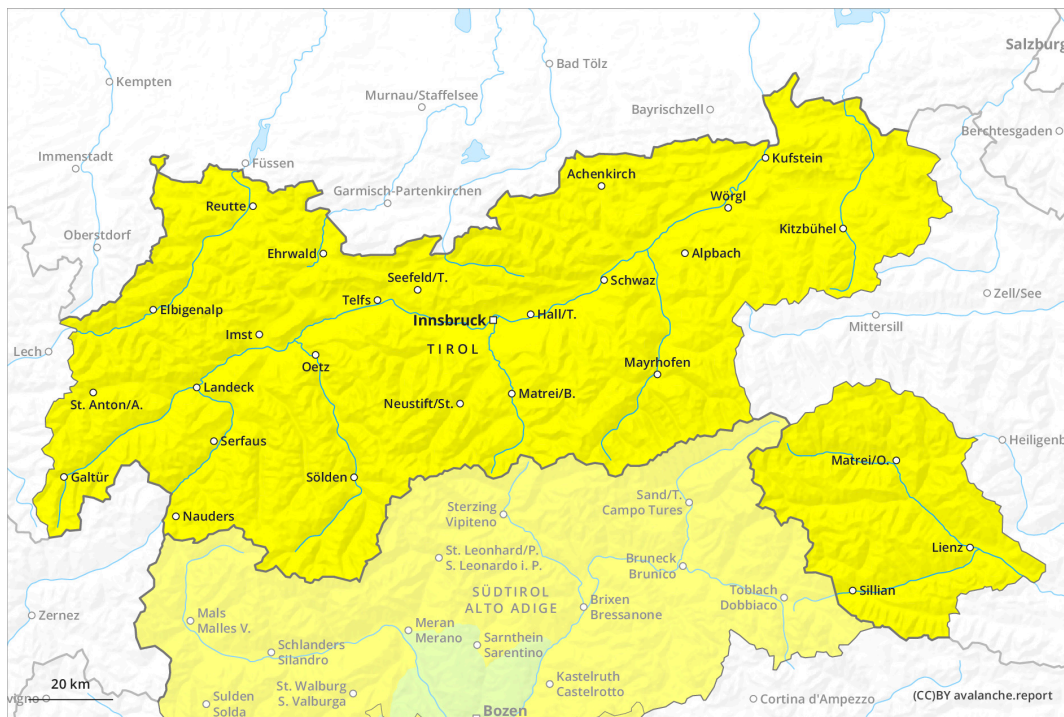 Salzburg
Kempten
Bad Tölz
Murnau/Staffelsee
Bayrischzell
Berchtesgaden
Immenstadt
Füssen
Kufstein
Achenkirch
Garmisch-Partenkirchen
Wörgl
Reutte
Oberstdorf
Kitzbühel
Ehrwald
Alpbach
Seefeld/T.
Schwaz
Zell/See
Telfs
Elbigenalp
Hall/T.
Innsbruck
Mittersill
Imst
TIROL
Lech
Oetz
Mayrhofen
Landeck
Matrei/B.
St. Anton/A.
Neustift/St.
Serfaus
Heiligenb
Matrei/O.
Galtür
Sölden
Sand/T.
Campo Tures
Sterzing
Vipiteno
Nauders
Lienz
St. Leonhard/P.
S. Leonardo i. P.
Bruneck
Brunico
SÜDTIROL
ALTO ADIGE
Toblach
Dobbiaco
Sillian
Brixen
Bressanone
Zernez
Mals
Malles V.
Meran
Merano
Sarnthein
Sarentino
Schlanders
Silandro
Kastelruth
Castelrotto
20 km
St. Walburg
S. Valburga
vigno
Cortina d'Ampezzo
(CC)BY avalanche.report
Sulden
Solda
Bozen